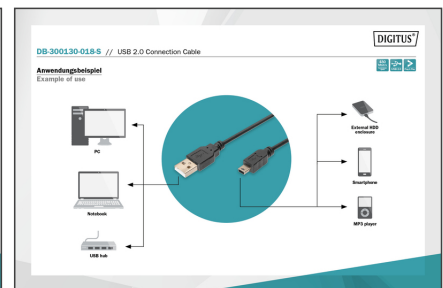 DIGITUS®
DB-300130-018-S // USB 2.0 Connection Cable
Anwendungsbeispiel
Example of use
PC
Notebook
USB hub
External HDD
enclosure
Smartphone
MP3 player